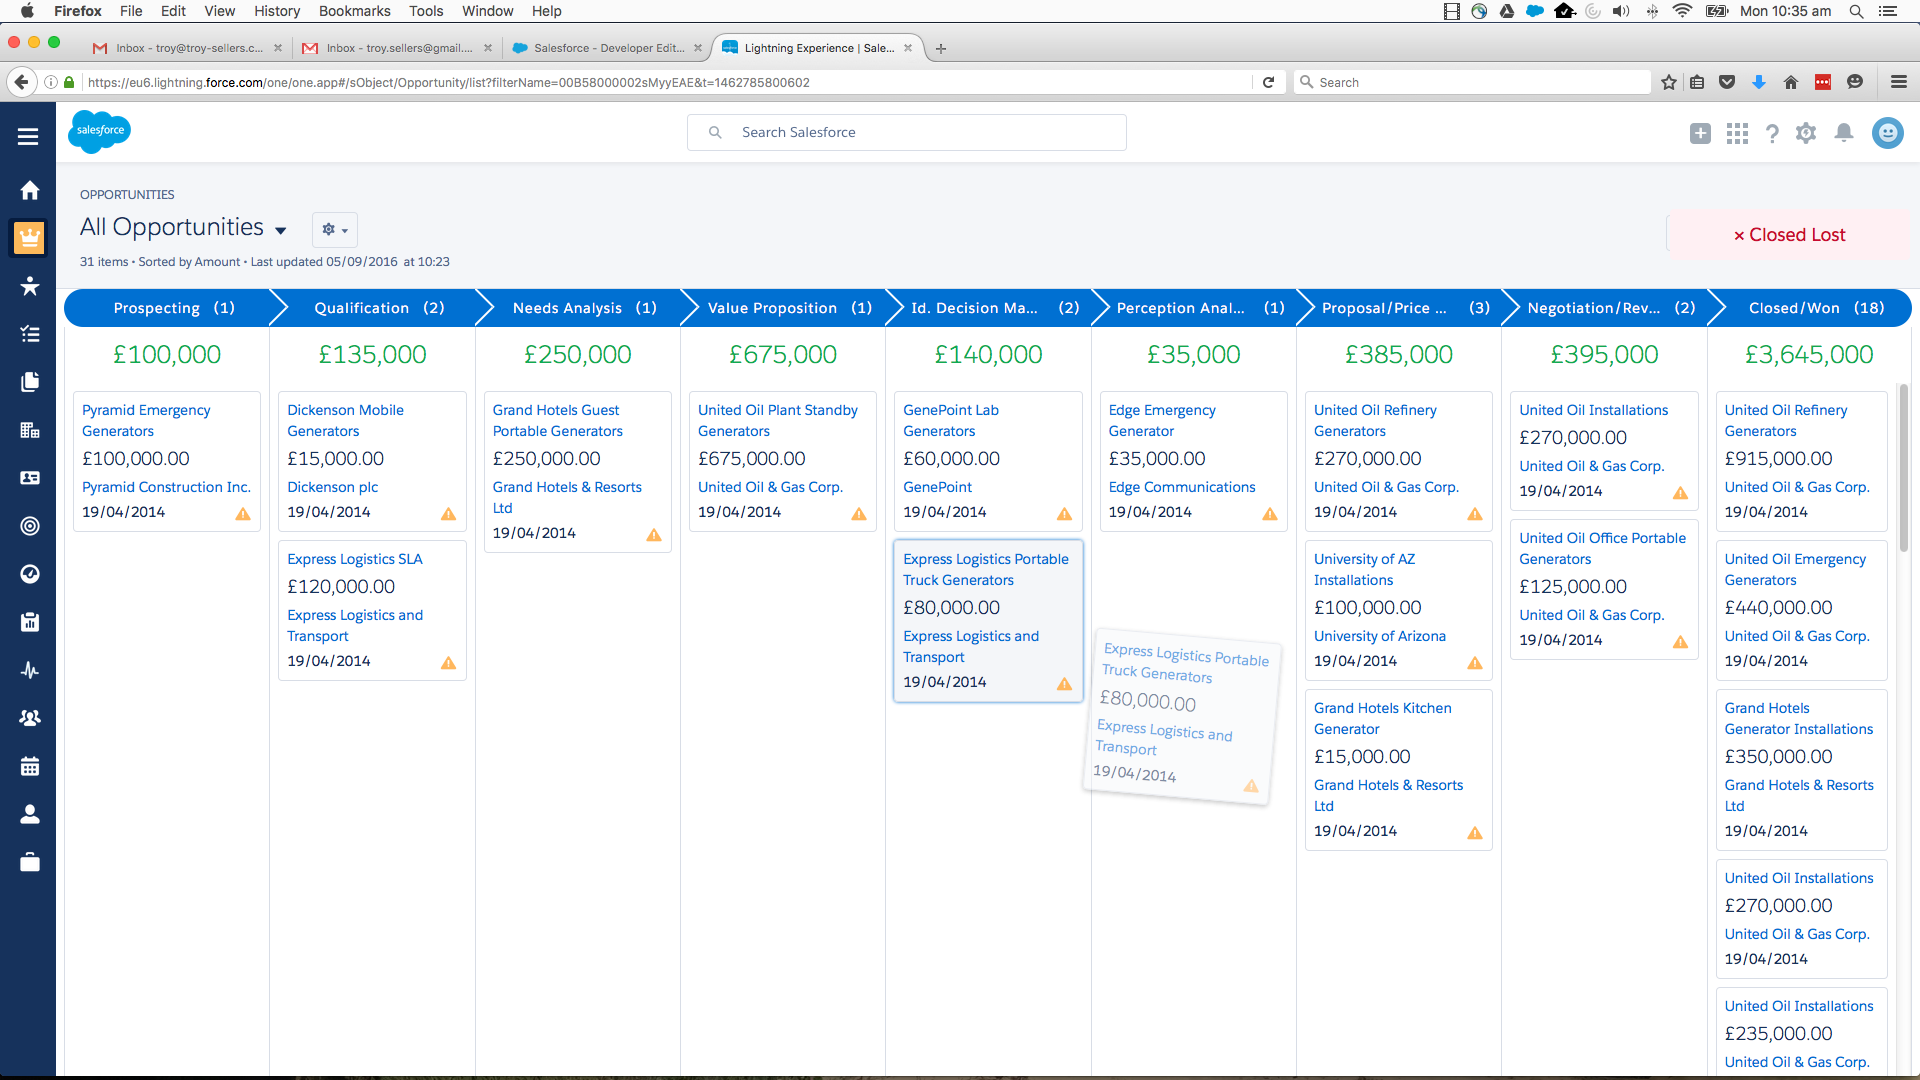 Firefox File Edit View History Bookmarks Tools Window Help
Mon 10:35 am
Inbox - troy@troy-sellers.c...
Inbox - troy.sellers@gmail....
Salesforce - Developer Edit...
Lightning Experience | Sale...
https://eu6.lightning.force.com/one/one.app#/sObject/Opportunity/list?filterName=00B58000002sMyyEAE&t=1462785800602
Search
salesforce
Search Salesforce
OPPORTUNITIES
All Opportunities
31 items • Sorted by Amount • Last updated 05/09/2016 at 10:23
× Closed Lost
Prospecting (1)
£100,000
Pyramid Emergency
Generators
£100,000.00
Pyramid Construction Inc.
19/04/2014
Qualification (2)
£135,000
Dickenson Mobile
Generators
£15,000.00
Dickenson plc
19/04/2014
Express Logistics SLA
£120,000.00
Express Logistics and
Transport
19/04/2014
Needs Analysis (1)
£250,000
Grand Hotels Guest
Portable Generators
£250,000.00
Grand Hotels & Resorts
Ltd
19/04/2014
Value Proposition (1)
£675,000
United Oil Plant Standby
Generators
£675,000.00
United Oil & Gas Corp.
19/04/2014
Id. Decision Ma... (2)
£140,000
GenePoint Lab
Generators
£60,000.00
GenePoint
19/04/2014
Express Logistics Portable
Truck Generators
£80,000.00
Express Logistics and
Transport
19/04/2014
Perception Anal... (1)
£35,000
Edge Emergency
Generator
£35,000.00
Edge Communications
19/04/2014
Express Logistics Portable
Truck Generators
£80,000.00
Express Logistics and
Transport
19/04/2014
Proposal/Price ... (3)
£385,000
United Oil Refinery
Generators
£270,000.00
United Oil & Gas Corp.
19/04/2014
University of AZ
Installations
£100,000.00
University of Arizona
19/04/2014
Grand Hotels Kitchen
Generator
£15,000.00
Grand Hotels & Resorts
Ltd
19/04/2014
Negotiation/Rev... (2)
£395,000
United Oil Installations
£270,000.00
United Oil & Gas Corp.
19/04/2014
United Oil Office Portable
Generators
£125,000.00
United Oil & Gas Corp.
19/04/2014
Closed/Won (18)
£3,645,000
United Oil Refinery
Generators
£915,000.00
United Oil & Gas Corp.
19/04/2014
United Oil Emergency
Generators
£440,000.00
United Oil & Gas Corp.
19/04/2014
Grand Hotels
Generator Installations
£350,000.00
Grand Hotels & Resorts
Ltd
19/04/2014
United Oil Installations
£270,000.00
United Oil & Gas Corp.
19/04/2014
United Oil Installations
£235,000.00
United Oil & Gas Corp.